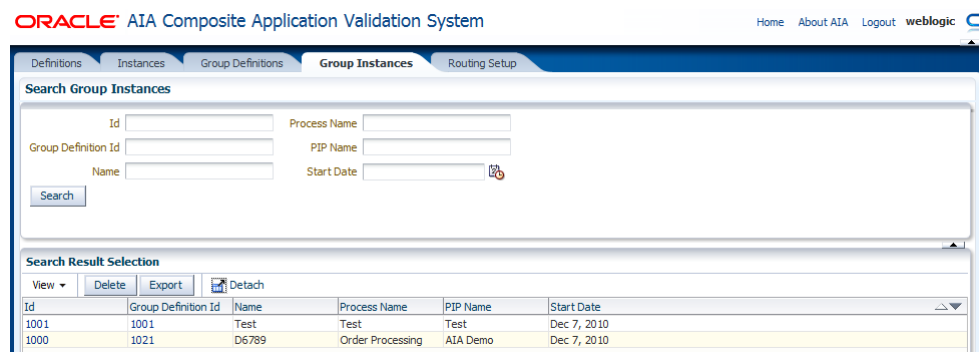 ORACLE AIA Composite Application Validation System
Home About AIA Logout weblogic
Definitions Instances Group Definitions Group Instances Routing Setup
Search Group Instances
Id Process Name
Group Definition Id PIP Name
Name Start Date
Search
Search Result Selection
View Delete Export Detach
Id Group Definition Id Name Process Name PIP Name Start Date
1001 1001 Test Test Test Dec 7, 2010
1000 1021 D6789 Order Processing AIA Demo Dec 7, 2010